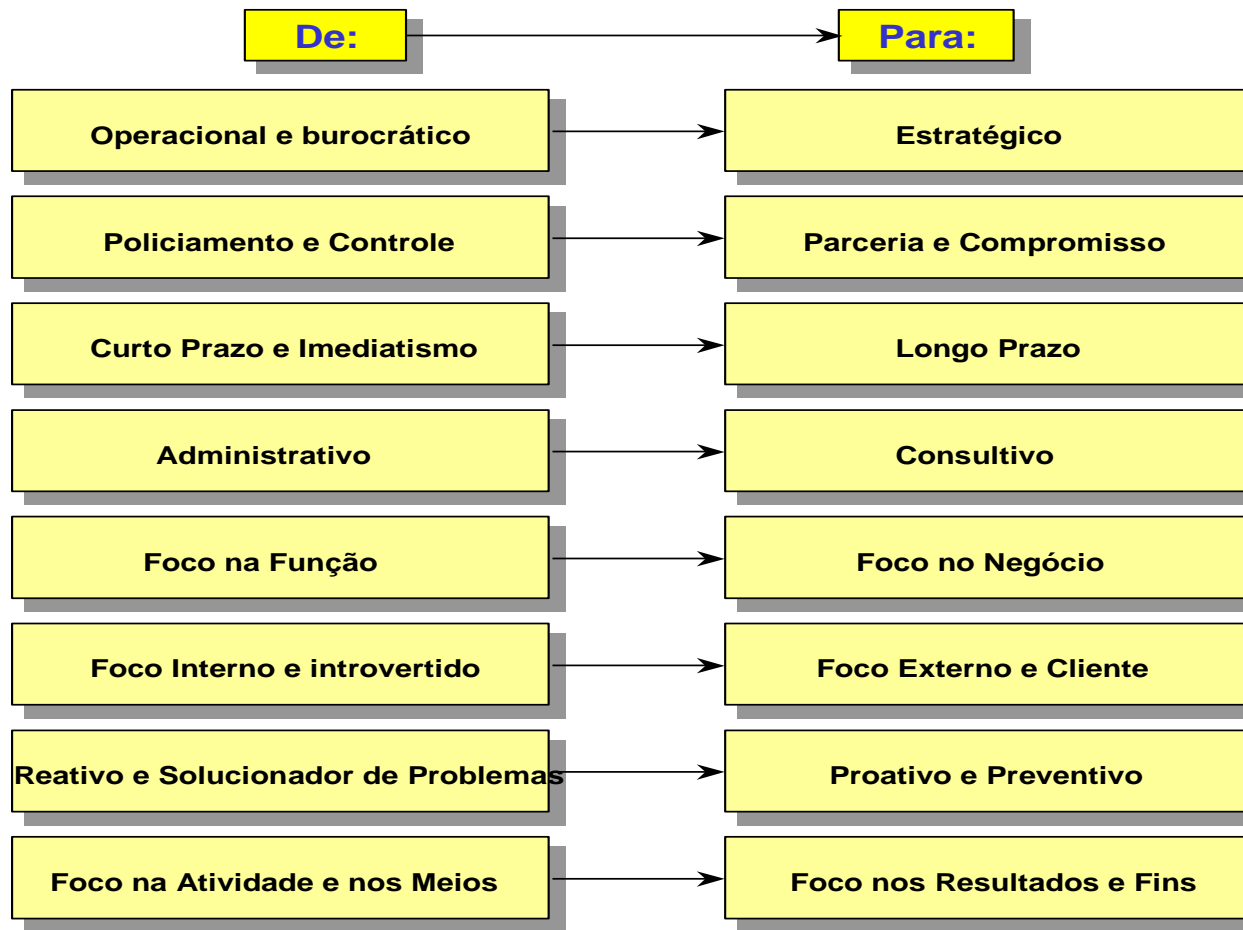 De: Para:
Operacional e burocrático Estratégico
Policiamento e Controle Parceria e Compromisso
Curto Prazo e Imediatismo Longo Prazo
Administrativo Consultivo
Foco na Função Foco no Negócio
Foco Interno e introvertido Foco Externo e Cliente
Reativo e Solucionador de Problemas Proativo e Preventivo
Foco na Atividade e nos Meios Foco nos Resultados e Fins